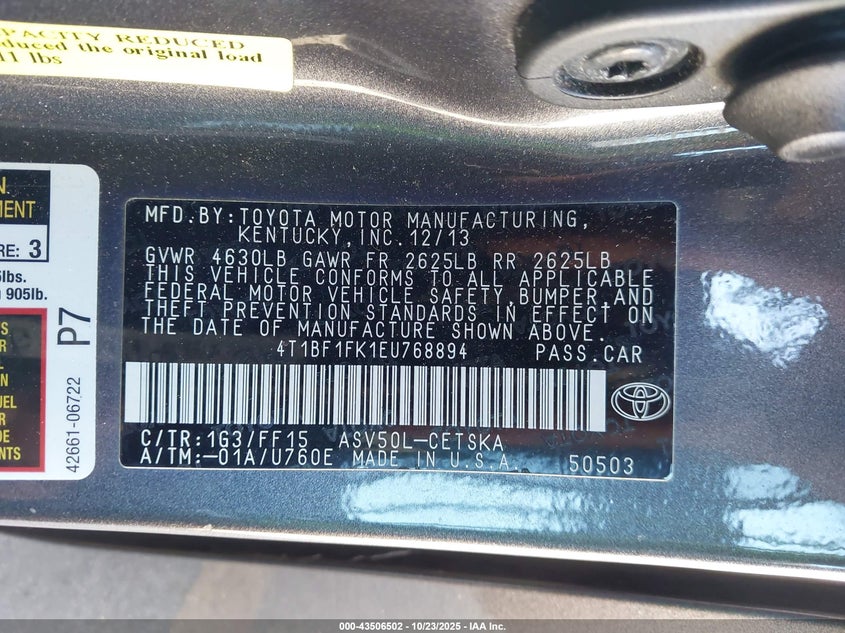 PACITY REDUCED
duced the original load
11 lbs
N
MENT
RE: 3
lbs.
905lb.
P7
42661-06722
MFD.BY:TOYOTA MOTOR MANUFACTURING,
KENTUCKY, INC.12/13
GVWR 4630LB GAWR FR 2625LB RR 2625LB
THIS VEHICLE CONFORMS TO ALL APPLICABLE
FEDERAL MOTOR VEHICLE SAFETY,BUMPER,AND
THEFT PREVENTION STANDARDS IN EFFECT ON
THE DATE OF MANUFACTURE SHOWN ABOVE.
4T1BF1FK1EU768894 PASS.CAR
C/TR:1G3/FF15 ASV50L-CETSKA
A/TM:-01A/U760E MADE IN U.S.A. 50503
000-43506502 - 10/23/2025 - IAA Inc.